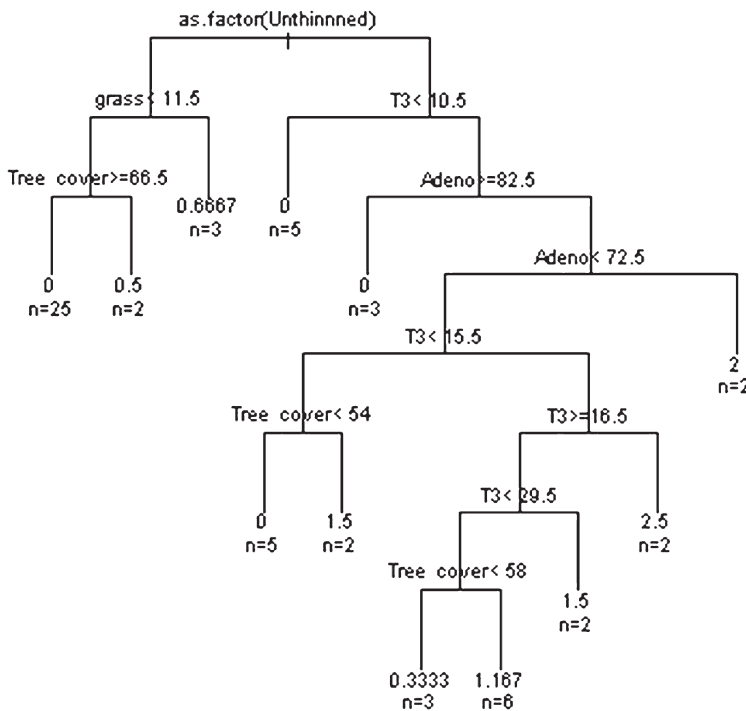 as.factor(Unthinnned)
grass< 11.5
T3< 10.5
Tree cover>=66.5
0.6667
n=3
0
n=5
Adeno>=82.5
0
n=25
0.5
n=2
0
n=3
Adeno< 72.5
T3< 15.5
2
n=2
Tree cover< 54
T3>=16.5
0
n=5
1.5
n=2
T3< 29.5
2.5
n=2
Tree cover< 58
1.5
n=2
0.3333
n=3
1.167
n=6